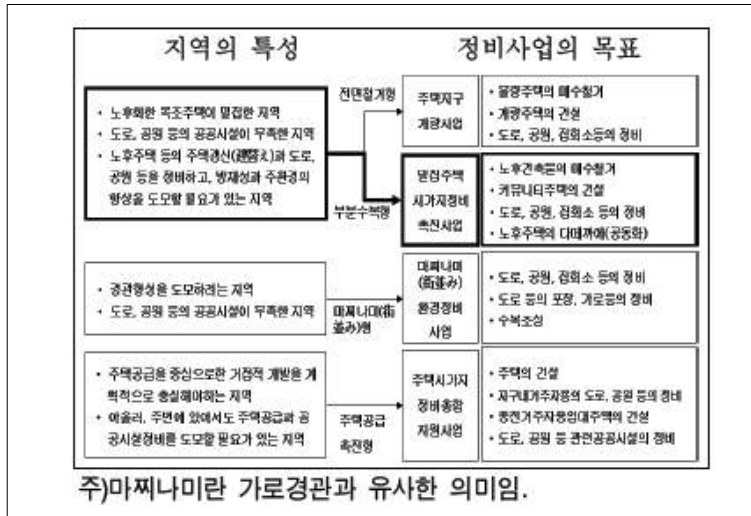 지역의 특성
정비사업의 목표
• 노후화한 목조주택이 밀집한 지역
• 도로, 공원 등의 공공시설이 부족한 지역
• 노후주택 등의 주택갱신(建替え)과 도로,
공원 등을 정비하고, 방재성과 주환경의
향상을 도모할 필요가 있는 지역
전면철거형
부분수복형
주택지구
개량사업
• 불량주택의 매수철거
• 개량주택의 건설
• 도로, 공원, 집회소등의 정비
밀집주택
시가지정비
촉진사업
• 노후건축물의 매수철거
• 커뮤니티주택의 건설
• 도로, 공원, 집회소 등의 정비
• 노후주택의 다떼까에(공동화)
• 경관형성을 도모하려는 지역
• 도로, 공원 등의 공공시설이 부족한 지역
마찌나미(街
並み)형
마찌나미
(街並み)
환경정비
사업
• 도로, 공원, 집회소 등의 정비
• 도로 등의 포장, 가로등의 정비
• 수복조성
• 주택공급을 중심으로한 거점적 개발을 계
획적으로 충실해야하는 지역
• 아울러, 주변에 있어서도 주택공급과 공
공시설정비를 도모할 필요가 있는 지역
주택공급
촉진형
주택시가지
정비종합
지원사업
• 주택의 건설
• 지구내거주자용의 도로, 공원 등의 정비
• 종전거주자용임대주택의 건설
• 도로, 공원 등 관련공공시설의 정비
주)마찌나미란 가로경관과 유사한 의미임.